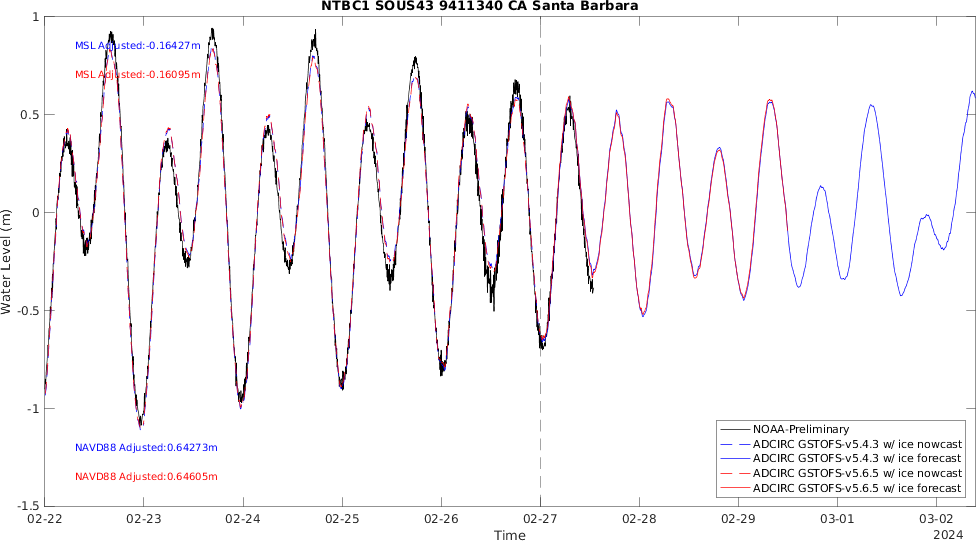 NTBC1 SOUS43 9411340 CA Santa Barbara
1
MSL Adjusted:-0.16427m
MSL Adjusted:-0.16095m
0.5
0
Water Level (m)
-0.5
-1
NAVD88 Adjusted:0.64273m
NAVD88 Adjusted:0.64605m
-1.5
NOAA-Preliminary
ADCIRC GSTOFS-v5.4.3 w/ ice nowcast
ADCIRC GSTOFS-v5.4.3 w/ ice forecast
ADCIRC GSTOFS-v5.6.5 w/ ice nowcast
ADCIRC GSTOFS-v5.6.5 w/ ice forecast
02-22 02-23 02-24 02-25 02-26 02-27 02-28 02-29 03-01 03-02
Time
2024